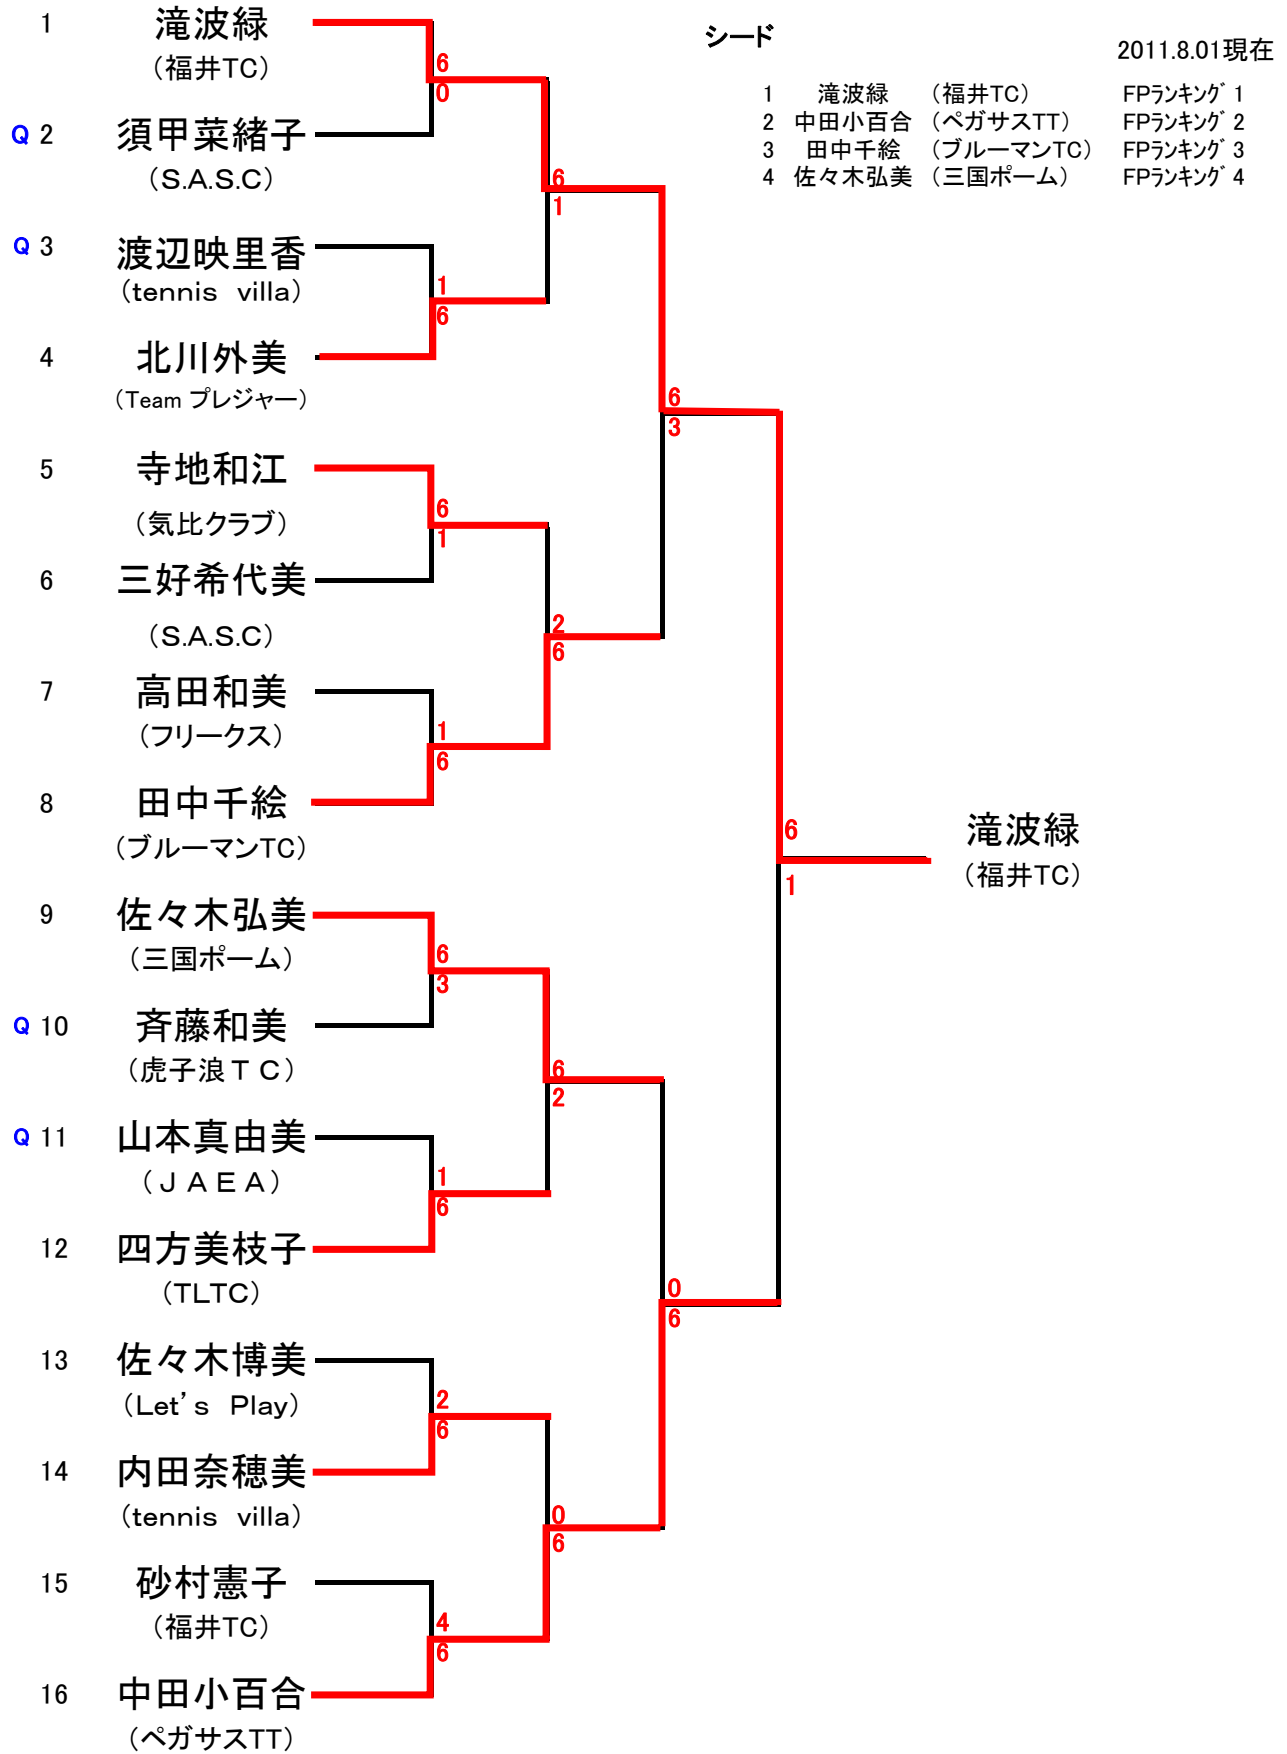 1 滝波緑
(福井TC)
Q 2 須甲菜緒子
(S.A.S.C)
Q 3 渡辺映里香
(tennis villa)
4 北川外美
(Team プレジャー)
5 寺地和江
(気比クラブ)
6 三好希代美
(S.A.S.C)
7 高田和美
(フリークス)
8 田中千絵
(ブルーマンTC)
9 佐々木弘美
(三国ポーム)
Q 10 斉藤和美
(虎子浪TC)
Q 11 山本真由美
(JAEA)
12 四方美枝子
(TLTC)
13 佐々木博美
(Let's Play)
14 内田奈穂美
(tennis villa)
15 砂村憲子
(福井TC)
16 中田小百合
(ペガサスTT)
6
0
1
6
6
1
1
6
6
3
1
6
2
6
4
6
6
1
2
6
6
2
0
6
6
3
0
6
6
1
滝波緑
(福井TC)
シード
2011.8.01現在
1 滝波緑 (福井TC) FPランキング 1
2 中田小百合 (ペガサスTT) FPランキング 2
3 田中千絵 (ブルーマンTC) FPランキング 3
4 佐々木弘美 (三国ポーム) FPランキング 4